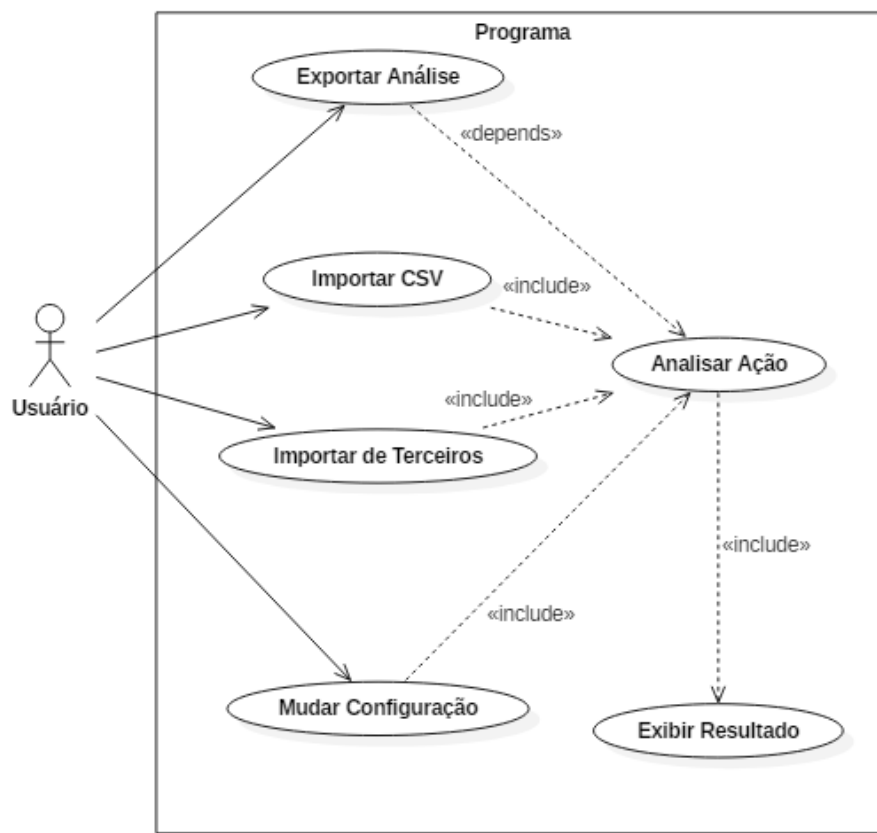 Programa
Exportar Análise
«depends»
Importar CSV
«include»
Analisar Ação
Usuário
«include»
Importar de Terceiros
«include»
«include»
Mudar Configuração
Exibir Resultado